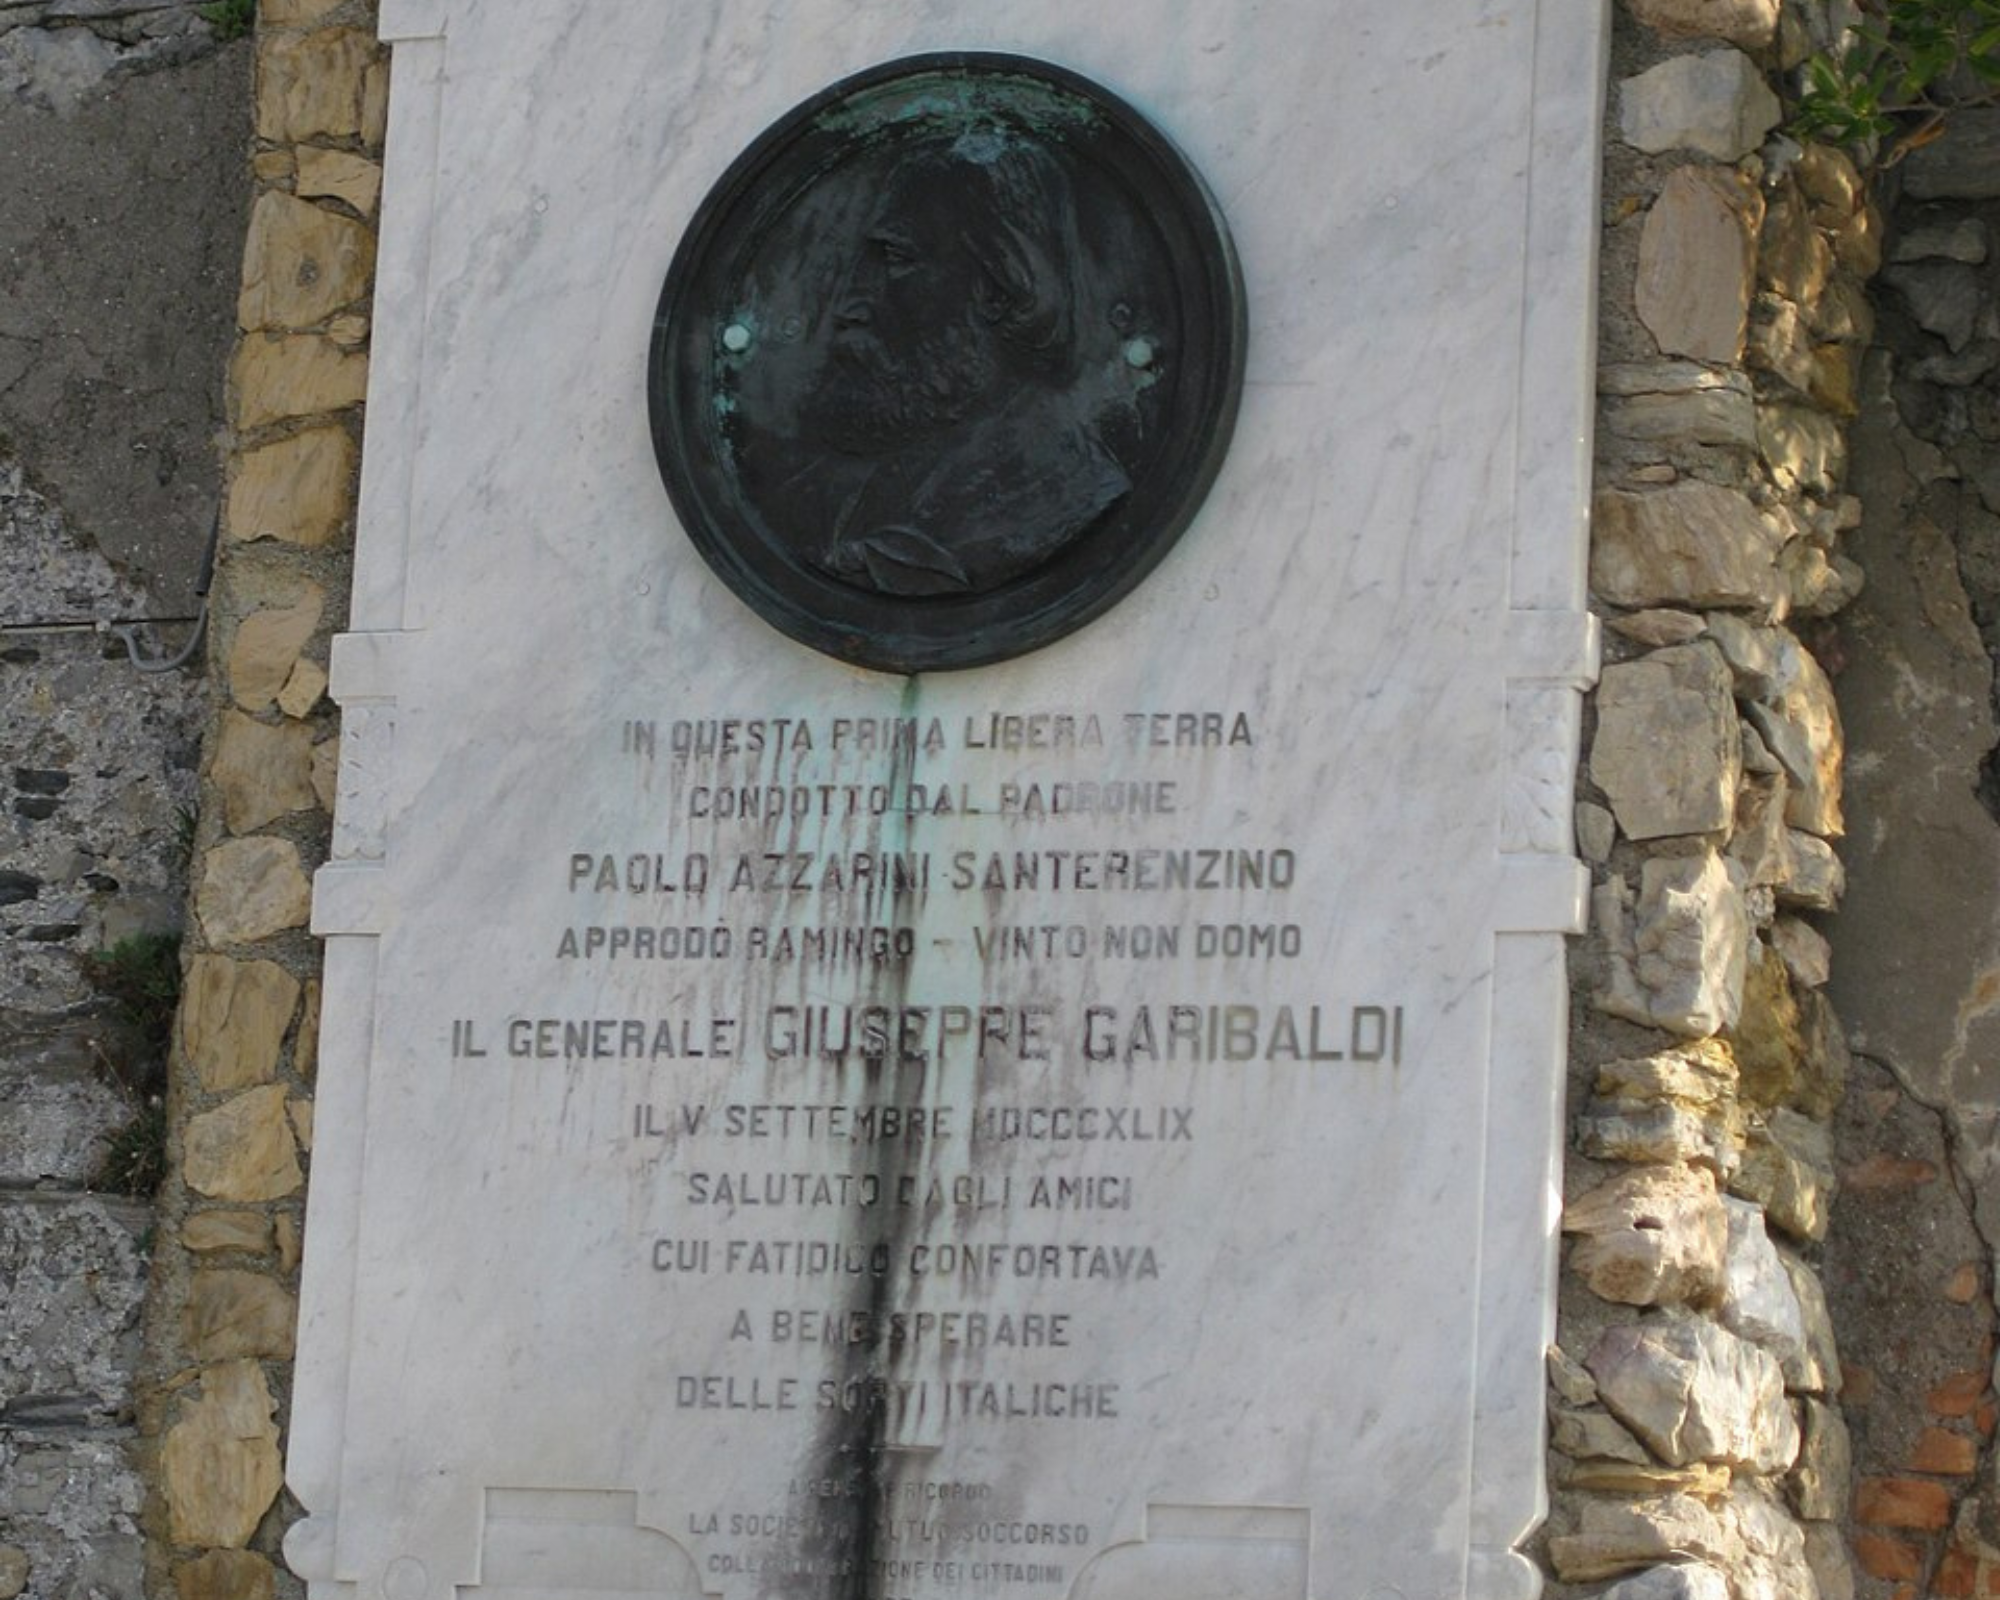 IN QUESTA PRIMA LIBERA TERRA
CONDOTTO DAL PADRONE
PAOLO AZZARINI SANTERENZINO
APPRODÒ RAMINGO - VINTO NON DOMO
IL GENERALE GIUSEPPE GARIBALDI
IL V SETTEMBRE MDCCCXLIX
SALUTATO DAGLI AMICI
CUI FATIDICO CONFORTAVA
A BENE SPERARE
DELLE SORTI ITALICHE
A RICORDO
LA SOCIETÀ MUTUO SOCCORSO
DEI CITTADINI